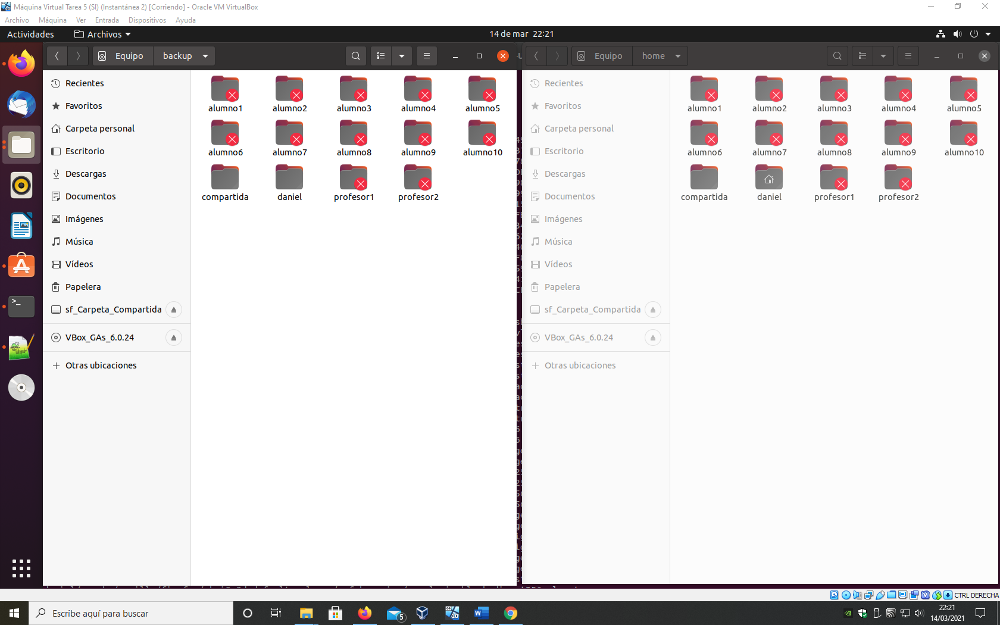 Máquina Virtual Tarea 5 (SI) (Instantánea 2) [Corriendo] - Oracle VM VirtualBox
Archivo Máquina Ver Entrada Dispositivos Ayuda
Actividades Archivos 14 de mar 22:21
Equipo backup
Recientes
Favoritos
Carpeta personal
Escritorio
Descargas
Documentos
Imágenes
Música
Vídeos
Papelera
sf_Carpeta_Compartida
VBox_GAs_6.0.24
Otras ubicaciones
alumno1 alumno2 alumno3 alumno4 alumno5
alumno6 alumno7 alumno8 alumno9 alumno10
compartida daniel profesor1 profesor2
Equipo home
Recientes
Favoritos
Carpeta personal
Escritorio
Descargas
Documentos
Imágenes
Música
Vídeos
Papelera
sf_Carpeta_Compartida
VBox_GAs_6.0.24
Otras ubicaciones
alumno1 alumno2 alumno3 alumno4 alumno5
alumno6 alumno7 alumno8 alumno9 alumno10
compartida daniel profesor1 profesor2
CTRL DERECHA
Escribe aquí para buscar
5
22:21
14/03/2021